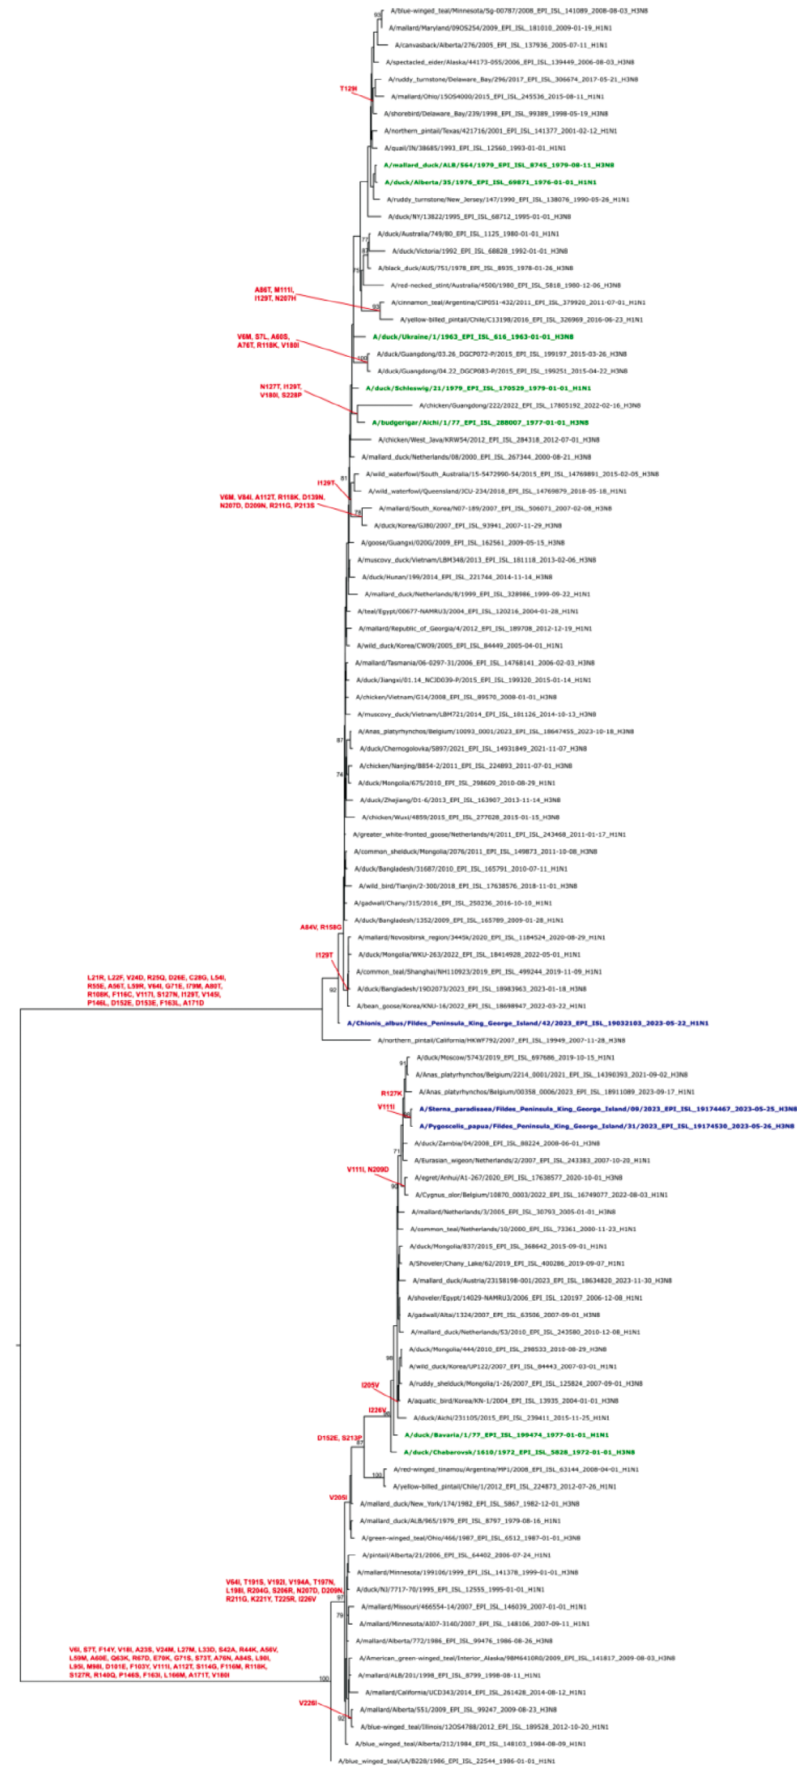 A/blue-winged_teal/Minnesota/Sg-00787/2008_EPI_ISL_141089_2008-08-03_H3N8
A/mallard/Maryland/09OS254/2009_EPI_ISL_181010_2009-01-19_H1N1
A/canvasback/Alberta/276/2005_EPI_ISL_137936_2005-07-11_H1N1
A/spectacled_eider/Alaska/44173-055/2006_EPI_ISL_139449_2006-08-03_H3N8
A/ruddy_turnstone/Delaware_Bay/296/2017_EPI_ISL_306674_2017-05-21_H3N8
T129I
A/mallard/Ohio/15OS4000/2015_EPI_ISL_245536_2015-08-11_H1N1
A/shorebird/Delaware_Bay/239/1998_EPI_ISL_99389_1998-05-19_H3N8
A/northern_pintail/Texas/421716/2001_EPI_ISL_141377_2001-02-12_H1N1
A/quail/IN/38685/1993_EPI_ISL_12560_1993-01-01_H1N1
A/mallard_duck/ALB/564/1979_EPI_ISL_8745_1979-08-11_H3N8
A/duck/Alberta/35/1976_EPI_ISL_69871_1976-01-01_H1N1
A/ruddy_turnstone/New_Jersey/147/1990_EPI_ISL_138076_1990-05-26_H1N1
A/duck/NY/13822/1995_EPI_ISL_68712_1995-01-01_H3N8
A/duck/Australia/749/80_EPI_ISL_1125_1980-01-01_H1N1
A/duck/Victoria/1992_EPI_ISL_68828_1992-01-01_H3N8
A/black_duck/AUS/751/1978_EPI_ISL_8935_1978-01-26_H3N8
75
A/red-necked_stint/Australia/4500/1980_EPI_ISL_5818_1980-12-06_H3N8
A86T, M111I,
I129T, N207H
A/cinnamon_teal/Argentina/CIP051-432/2011_EPI_ISL_379920_2011-07-01_H1N1
A/yellow-billed_pintail/Chile/C13198/2016_EPI_ISL_326969_2016-06-23_H1N1
V6M, S7L, A60S,
A76T, R118K, V180I
A/duck/Ukraine/1/1963_EPI_ISL_616_1963-01-01_H3N8
A/duck/Guangdong/03.26_DGCP072-P/2015_EPI_ISL_199197_2015-03-26_H3N8
100
A/duck/Guangdong/04.22_DGCP083-P/2015_EPI_ISL_199251_2015-04-22_H3N8
N127T, I129T,
V180I, S228P
A/duck/Schleswig/21/1979_EPI_ISL_170529_1979-01-01_H1N1
A/chicken/Guangdong/222/2022_EPI_ISL_17805192_2022-02-16_H3N8
A/budgerigar/Aichi/1/77_EPI_ISL_288007_1977-01-01_H3N8
A/chicken/West_Java/KRW54/2012_EPI_ISL_284318_2012-07-01_H3N8
A/mallard_duck/Netherlands/08/2000_EPI_ISL_267344_2000-08-21_H3N8
81
I129T
A/wild_waterfowl/South_Australia/15-5472990-54/2015_EPI_ISL_14769891_2015-02-05_H3N8
A/wild_waterfowl/Queensland/JCU-234/2018_EPI_ISL_14769879_2018-05-18_H1N1
V6M, V84I, A112T, R118K, D139N,
N207D, D209N, R211G, P213S
A/mallard/South_Korea/N07-189/2007_EPI_ISL_506071_2007-02-08_H3N8
A/duck/Korea/GJ80/2007_EPI_ISL_93941_2007-11-29_H3N8
A/goose/Guangxi/020G/2009_EPI_ISL_162561_2009-05-15_H3N8
A/muscovy_duck/Vietnam/LBM348/2013_EPI_ISL_181118_2013-02-06_H3N8
A/duck/Hunan/199/2014_EPI_ISL_221744_2014-11-14_H3N8
A/mallard_duck/Netherlands/8/1999_EPI_ISL_328986_1999-09-22_H1N1
A/teal/Egypt/00677-NAMRU3/2004_EPI_ISL_120216_2004-01-28_H1N1
A/mallard/Republic_of_Georgia/4/2012_EPI_ISL_189708_2012-12-19_H1N1
A/wild_duck/Korea/CW09/2005_EPI_ISL_84449_2005-04-01_H1N1
A/mallard/Tasmania/06-0297-31/2006_EPI_ISL_14768141_2006-02-03_H3N8
A/duck/Jiangxi/01.14_NCJD039-P/2015_EPI_ISL_199320_2015-01-14_H1N1
A/chicken/Vietnam/G14/2008_EPI_ISL_89570_2008-01-01_H3N8
A/muscovy_duck/Vietnam/LBM721/2014_EPI_ISL_181126_2014-10-13_H3N8
A/Anas_platyrhynchos/Belgium/10093_0001/2023_EPI_ISL_18647455_2023-10-18_H3N8
87
A/duck/Chernogolovka/5897/2021_EPI_ISL_14931849_2021-11-07_H3N8
A/chicken/Nanjing/B854-2/2011_EPI_ISL_224893_2011-07-01_H3N8
74
A/duck/Mongolia/675/2010_EPI_ISL_298609_2010-08-29_H1N1
A/duck/Zhejiang/D1-6/2013_EPI_ISL_163907_2013-11-14_H3N8
A/chicken/Wuxi/4859/2015_EPI_ISL_277028_2015-01-15_H3N8
A/greater_white-fronted_goose/Netherlands/4/2011_EPI_ISL_243468_2011-01-17_H1N1
A/common_shelduck/Mongolia/2076/2011_EPI_ISL_149873_2011-10-08_H3N8
A/duck/Bangladesh/31687/2010_EPI_ISL_165791_2010-07-11_H1N1
A/wild_bird/Tianjin/2-300/2018_EPI_ISL_17638576_2018-11-01_H3N8
A/gadwall/Chany/315/2016_EPI_ISL_250236_2016-10-10_H1N1
A/duck/Bangladesh/1352/2009_EPI_ISL_165789_2009-01-28_H1N1
A84V, R158G
A/mallard/Novosibirsk_region/3445k/2020_EPI_ISL_1184524_2020-08-29_H1N1
I129T
A/duck/Mongolia/WKU-263/2022_EPI_ISL_18414928_2022-05-01_H1N1
A/common_teal/Shanghai/NH110923/2019_EPI_ISL_499244_2019-11-09_H1N1
L21R, L22F, V24D, R25Q, D26E, C28G, L54I,
R55E, A56T, L59R, V64I, G71E, I79M, A80T,
R108K, F116C, V117I, S127N, I129T, V145I,
P146L, D152E, D153E, F163L, A171D
92
A/duck/Bangladesh/19D2073/2023_EPI_ISL_18983963_2023-01-18_H3N8
A/bean_goose/Korea/KNU-16/2022_EPI_ISL_18698947_2022-03-22_H1N1
A/Chionis_albus/Fildes_Peninsula_King_George_Island/42/2023_EPI_ISL_19032103_2023-05-22_H1N1
A/northern_pintail/California/HKWF792/2007_EPI_ISL_19949_2007-11-28_H3N8
A/duck/Moscow/5743/2019_EPI_ISL_697686_2019-10-15_H1N1
91
A/Anas_platyrhynchos/Belgium/2214_0001/2021_EPI_ISL_14390393_2021-09-02_H3N8
R127K
A/Anas_platyrhynchos/Belgium/00358_0006/2023_EPI_ISL_18911089_2023-09-17_H1N1
V111I
A/Sterna_paradisaea/Fildes_Peninsula_King_George_Island/09/2023_EPI_ISL_19174467_2023-05-25_H3N8
A/Pygoscelis_papua/Fildes_Peninsula_King_George_Island/31/2023_EPI_ISL_19174530_2023-05-26_H3N8
A/duck/Zambia/04/2008_EPI_ISL_88224_2008-06-01_H3N8
71
A/Eurasian_wigeon/Netherlands/2/2007_EPI_ISL_243383_2007-10-20_H1N1
V111I, N209D
A/egret/Anhui/A1-267/2020_EPI_ISL_17638577_2020-10-01_H3N8
90
A/Cygnus_olor/Belgium/10870_0003/2022_EPI_ISL_16749077_2022-08-03_H1N1
A/mallard/Netherlands/3/2005_EPI_ISL_30793_2005-01-01_H3N8
A/common_teal/Netherlands/10/2000_EPI_ISL_73361_2000-11-23_H1N1
A/duck/Mongolia/837/2015_EPI_ISL_368642_2015-09-01_H1N1
A/Shoveler/Chany_Lake/62/2019_EPI_ISL_400286_2019-09-07_H1N1
A/mallard_duck/Austria/23158198-001/2023_EPI_ISL_18634820_2023-11-30_H3N8
A/shoveler/Egypt/14029-NAMRU3/2006_EPI_ISL_120197_2006-12-08_H1N1
A/gadwall/Altai/1324/2007_EPI_ISL_63506_2007-09-01_H3N8
A/mallard_duck/Netherlands/53/2010_EPI_ISL_243580_2010-12-08_H1N1
A/duck/Mongolia/444/2010_EPI_ISL_298533_2010-08-29_H3N8
98
A/wild_duck/Korea/UP122/2007_EPI_ISL_84443_2007-03-01_H1N1
I205V
A/ruddy_shelduck/Mongolia/1-26/2007_EPI_ISL_125824_2007-09-01_H3N8
A/aquatic_bird/Korea/KN-1/2004_EPI_ISL_13935_2004-01-01_H3N8
I226V
A/duck/Aichi/231105/2015_EPI_ISL_239411_2015-11-25_H1N1
D152E, S213P
A/duck/Bavaria/1/77_EPI_ISL_199474_1977-01-01_H1N1
87
A/duck/Chabarovsk/1610/1972_EPI_ISL_5828_1972-01-01_H3N8
A/red-winged_tinamou/Argentina/MP1/2008_EPI_ISL_63144_2008-04-01_H1N1
100
A/yellow-billed_pintail/Chile/1/2012_EPI_ISL_224873_2012-07-26_H1N1
V205I
A/mallard_duck/New_York/174/1982_EPI_ISL_5867_1982-12-01_H3N8
A/mallard_duck/ALB/965/1979_EPI_ISL_8797_1979-08-16_H1N1
A/green-winged_teal/Ohio/466/1987_EPI_ISL_6512_1987-01-01_H3N8
A/pintail/Alberta/21/2006_EPI_ISL_64402_2006-07-24_H1N1
V64I, T191S, V192I, V194A, T197N,
L198I, R204G, S206R, N207D, D209N,
R211G, K221Y, T225R, I226V
A/mallard/Minnesota/199106/1999_EPI_ISL_141378_1999-01-01_H3N8
97
A/duck/NJ/7717-70/1995_EPI_ISL_12555_1995-01-01_H1N1
A/mallard/Missouri/466554-14/2007_EPI_ISL_146039_2007-01-01_H1N1
79
A/mallard/Minnesota/AI07-3140/2007_EPI_ISL_148106_2007-09-11_H1N1
A/mallard/Alberta/772/1986_EPI_ISL_99476_1986-08-26_H3N8
V6I, S7T, F14Y, V18I, A23S, V24M, L27M, L33D, S42A, R44K, A56V,
L59M, A60E, Q63K, R67D, E70K, G71S, S73T, A76N, A84S, L90I,
L95I, M98I, D101E, F103Y, V111I, A112T, S114G, F116M, R118K,
S127R, R140Q, P146S, F163I, L166M, A171T, V180I
A/American_green-winged_teal/Interior_Alaska/9BM6410R0/2009_EPI_ISL_141817_2009-08-03_H3N8
100
A/mallard/ALB/201/1998_EPI_ISL_8799_1998-08-11_H1N1
A/mallard/California/UCD343/2014_EPI_ISL_261428_2014-08-12_H1N1
V226I
A/mallard/Alberta/551/2009_EPI_ISL_99247_2009-08-23_H3N8
92
A/blue-winged_teal/Illinois/12OS4788/2012_EPI_ISL_189528_2012-10-20_H1N1
A/blue_winged_teal/Alberta/212/1984_EPI_ISL_148103_1984-08-09_H1N1
A/blue_winged_teal/LA/B228/1986_EPI_ISL_22544_1986-01-01_H1N1